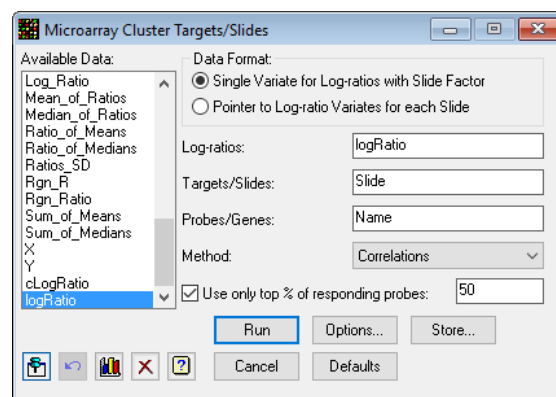 Microarray Cluster Targets/Slides
Available Data:
Log_Ratio
Mean_of_Ratios
Median_of_Ratios
Ratio_of_Means
Ratio_of_Medians
Ratios_SD
Rgn_R
Rgn_Ratio
Sum_of_Means
Sum_of_Medians
X
Y
cLogRatio
logRatio
Data Format:
Single Variate for Log-ratios with Slide Factor
Pointer to Log-ratio Variates for each Slide
Log-ratios: logRatio
Targets/Slides: Slide
Probes/Genes: Name
Method: Correlations
Use only top % of responding probes: 50
Run Options... Store...
Cancel Defaults